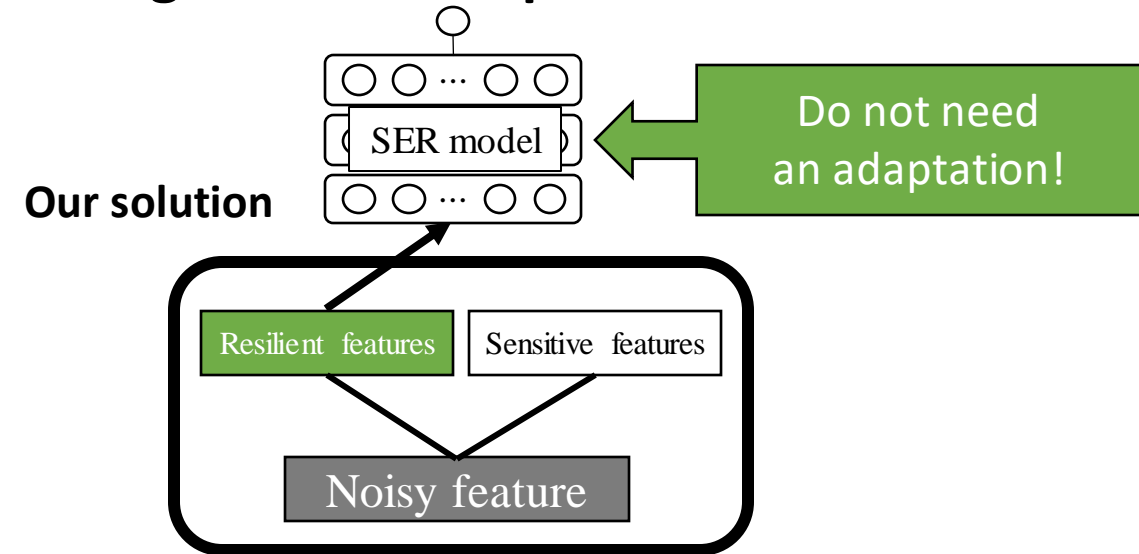 ...
SER model
Do not need
an adaptation!
Our solution
...
Resilient features
Sensitive features
Noisy feature